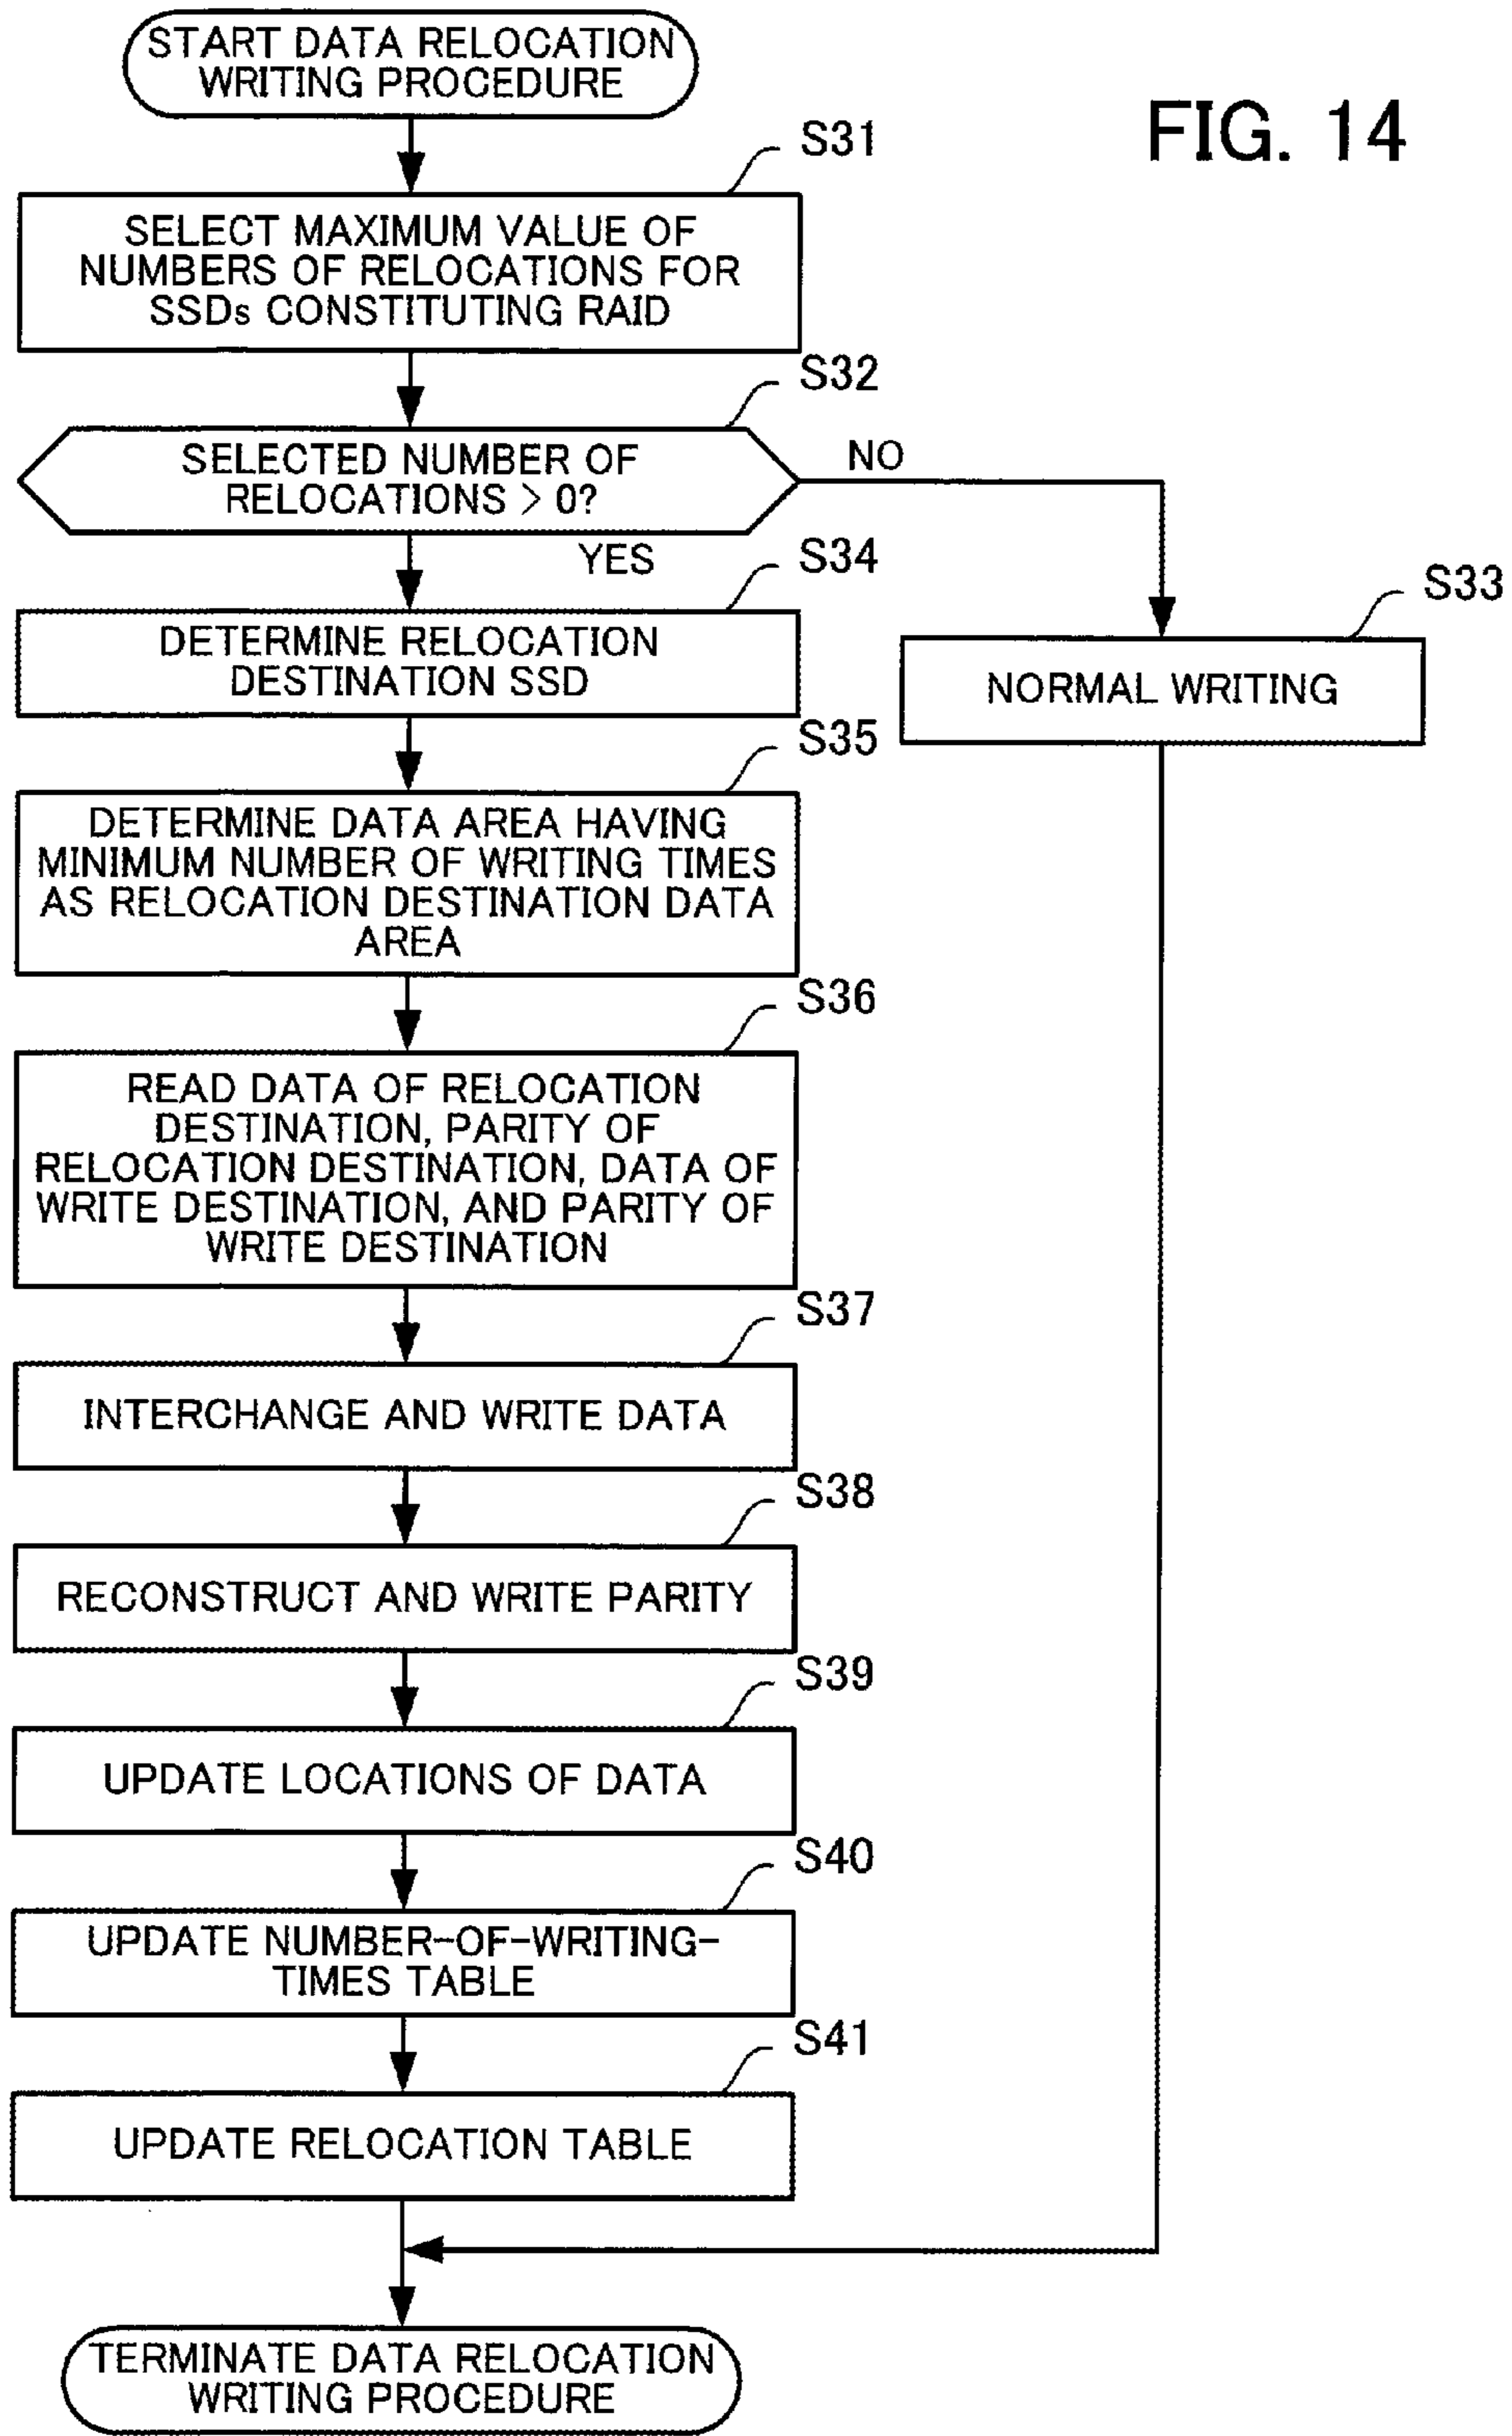 START DATA RELOCATION
WRITING PROCEDURE
FIG. 14
S31
SELECT MAXIMUM VALUE OF
NUMBERS OF RELOCATIONS FOR
SSDs CONSTITUTING RAID
S32
SELECTED NUMBER OF
RELOCATIONS > 0?
NO
YES
S34
S33
DETERMINE RELOCATION
DESTINATION SSD
NORMAL WRITING
S35
DETERMINE DATA AREA HAVING
MINIMUM NUMBER OF WRITING TIMES
AS RELOCATION DESTINATION DATA
AREA
S36
READ DATA OF RELOCATION
DESTINATION, PARITY OF
RELOCATION DESTINATION, DATA OF
WRITE DESTINATION, AND PARITY OF
WRITE DESTINATION
S37
INTERCHANGE AND WRITE DATA
S38
RECONSTRUCT AND WRITE PARITY
S39
UPDATE LOCATIONS OF DATA
S40
UPDATE NUMBER-OF-WRITING-
TIMES TABLE
S41
UPDATE RELOCATION TABLE
TERMINATE DATA RELOCATION
WRITING PROCEDURE